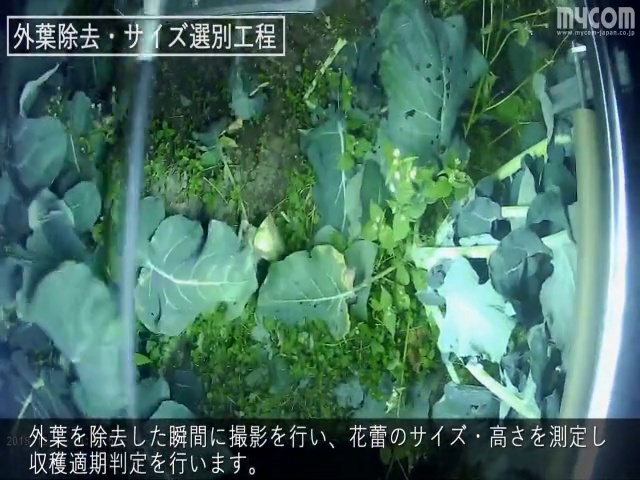 外葉除去・サイズ選別工程
mycom
www.mycom-japan.co.jp
外葉を除去した瞬間に撮影を行い、花蕾のサイズ・高さを測定し
収穫適期判定を行います。